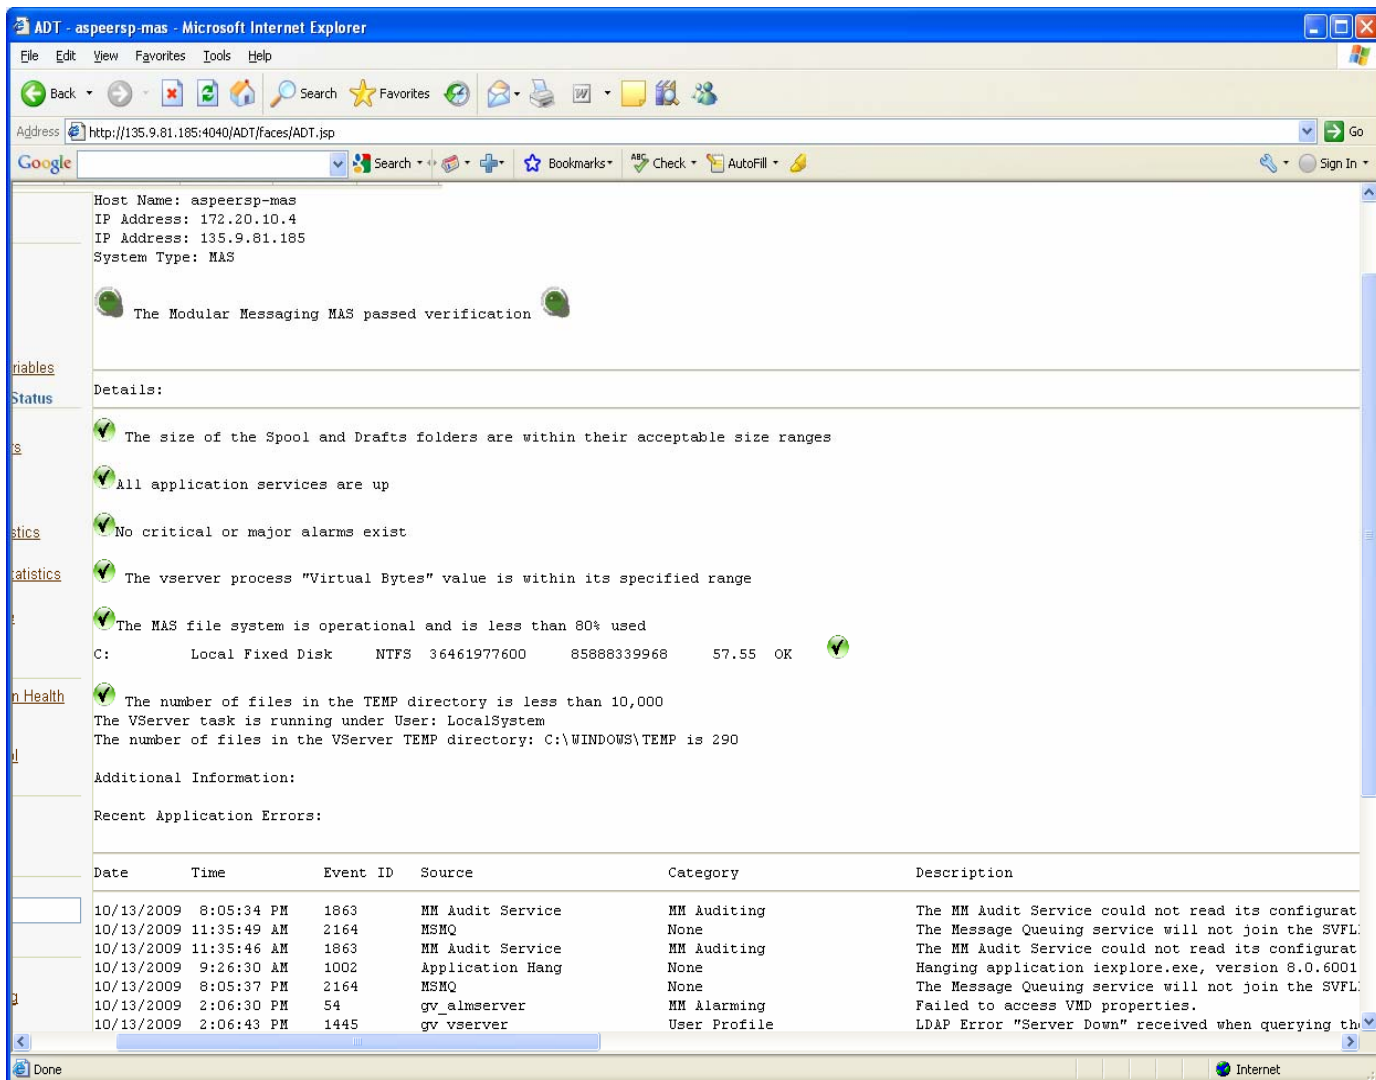 ADT - aspeersp-mas - Microsoft Internet Explorer
File Edit View Favorites Tools Help
Back Search Favorites
Address http://135.9.81.185:4040/ADT/faces/ADT.jsp Go
Google Search Bookmarks ABC Check AutoFill Sign In
Host Name: aspeersp-mas
IP Address: 172.20.10.4
IP Address: 135.9.81.185
System Type: MAS
The Modular Messaging MAS passed verification
riables
Status
Details:
The size of the Spool and Drafts folders are within their acceptable size ranges
s
All application services are up
No critical or major alarms exist
stics
The vserver process "Virtual Bytes" value is within its specified range
tatistics
The MAS file system is operational and is less than 80% used
C: Local Fixed Disk NTFS 36461977600 85888339968 57.55 OK
n Health
The number of files in the TEMP directory is less than 10,000
The VServer task is running under User: LocalSystem
The number of files in the VServer TEMP directory: C:\WINDOWS\TEMP is 290
ol
Additional Information:
Recent Application Errors:
Date Time Event ID Source Category Description
10/13/2009 8:05:34 PM 1863 MM Audit Service MM Auditing The MM Audit Service could not read its configurat
10/13/2009 11:35:49 AM 2164 MSMQ None The Message Queuing service will not join the SVFL
10/13/2009 11:35:46 AM 1863 MM Audit Service MM Auditing The MM Audit Service could not read its configurat
10/13/2009 9:26:30 AM 1002 Application Hang None Hanging application iexplore.exe, version 8.0.6001
10/13/2009 8:05:37 PM 2164 MSMQ None The Message Queuing service will not join the SVFL
10/13/2009 2:06:30 PM 54 gv_almserver MM Alarming Failed to access VMD properties.
10/13/2009 2:06:43 PM 1445 gv_vserver User Profile LDAP Error "Server Down" received when querying th
g
Done Internet